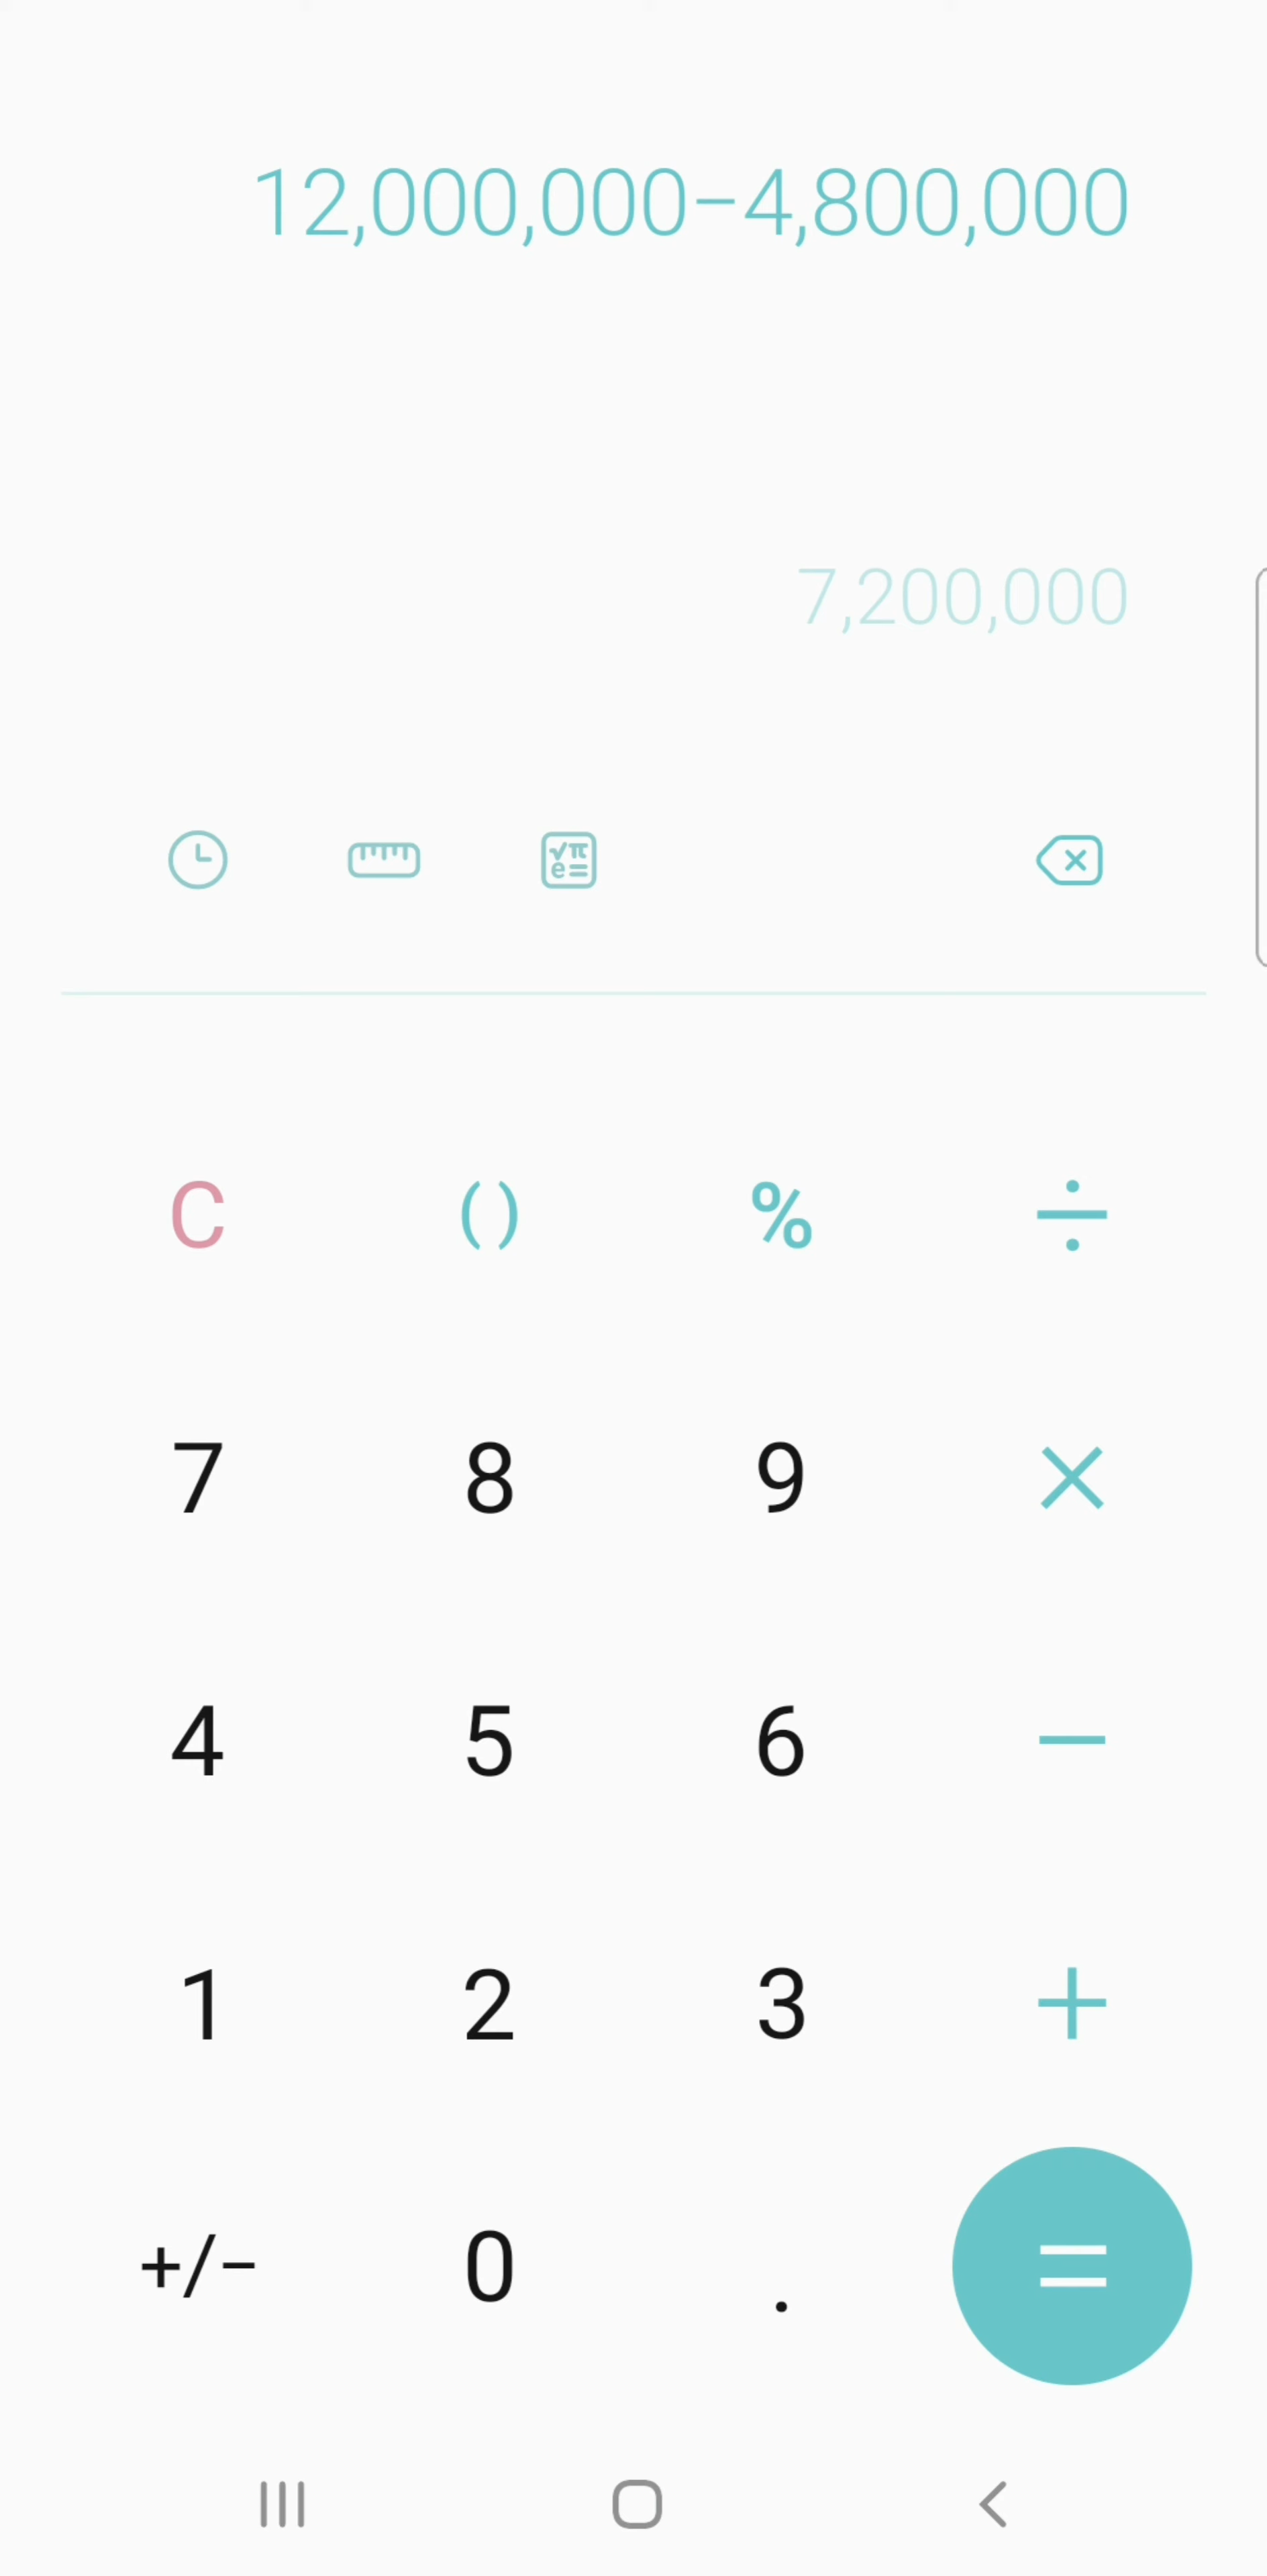 12,000,000−4,800,000
7,200,000
√π
e=
C ( ) % ÷
7 8 9 ×
4 5 6 −
1 2 3 +
+/− 0 . =